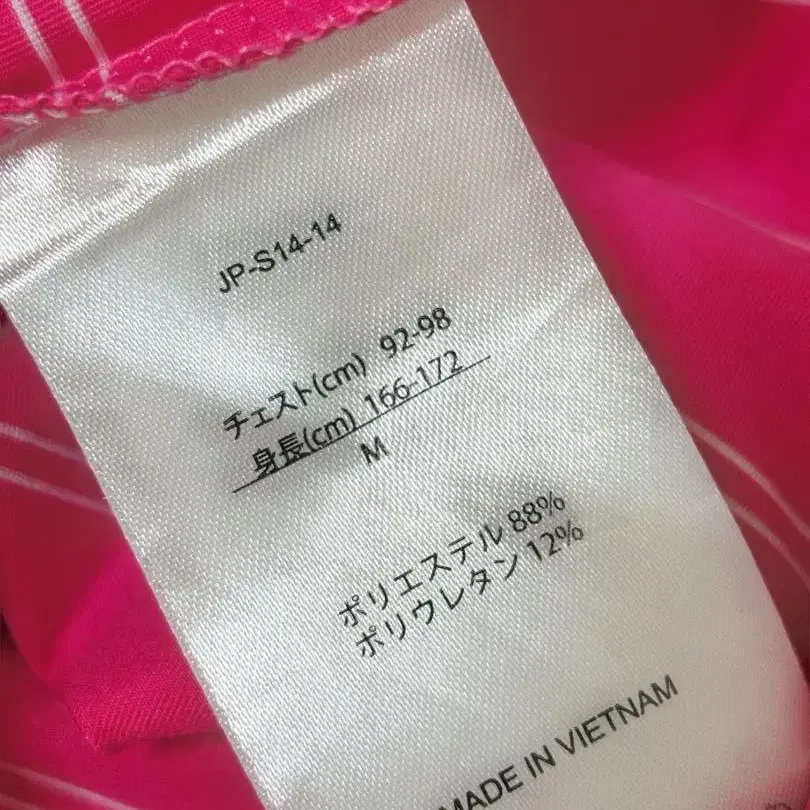 JP-S14-14
チェスト(cm) 92-98
身長(cm) 166-172
M
ポリエステル 88%
ポリウレタン 12%
MADE IN VIETNAM